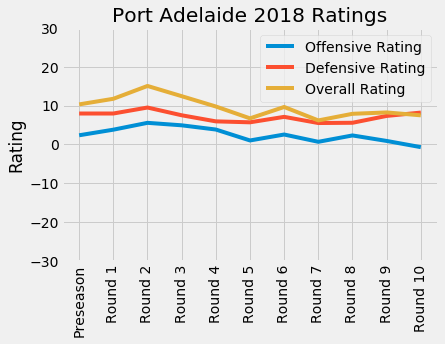 Port Adelaide 2018 Ratings
30
20
10
0
−10
−20
−30
Rating
Offensive Rating
Defensive Rating
Overall Rating
Preseason
Round 1
Round 2
Round 3
Round 4
Round 5
Round 6
Round 7
Round 8
Round 9
Round 10